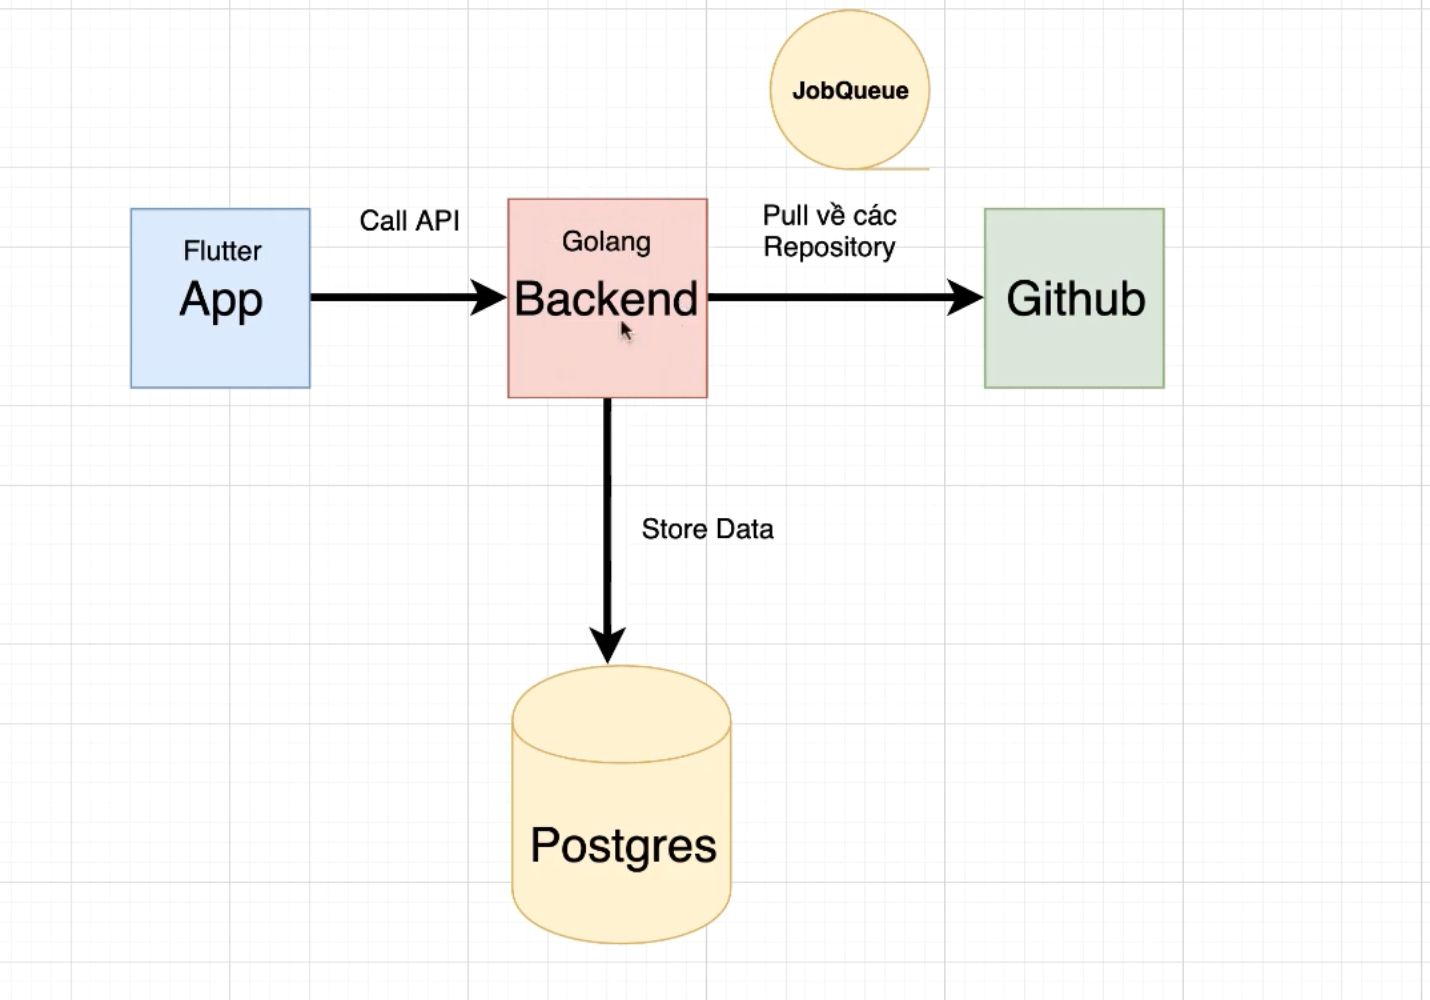 JobQueue
Flutter
App
Call API
Golang
Backend
Pull về các
Repository
Github
Store Data
Postgres